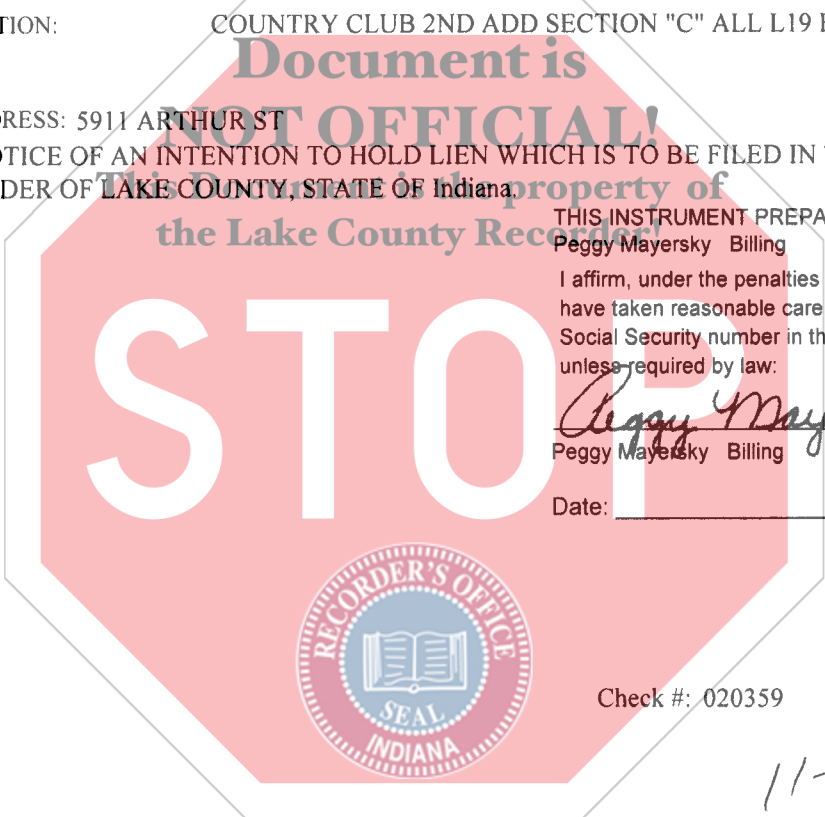 TION: COUNTRY CLUB 2ND ADD SECTION "C" ALL L19
Document is
RESS: 5911 ARTHUR ST
NOT OFFICIAL!
OTICE OF AN INTENTION TO HOLD LIEN WHICH IS TO BE FILED IN
DER OF LAKE COUNTY, STATE OF Indiana.
This Document is the property of
the Lake County Recorder!
THIS INSTRUMENT PREPA
Peggy Mayersky Billing
I affirm, under the penalties
have taken reasonable care
Social Security number in th
unless required by law:
Peggy May
Peggy Mayersky Billing
Date:
STOP
RECORDER'S OFFICE
SEAL
INDIANA
Check #: 020359
11-